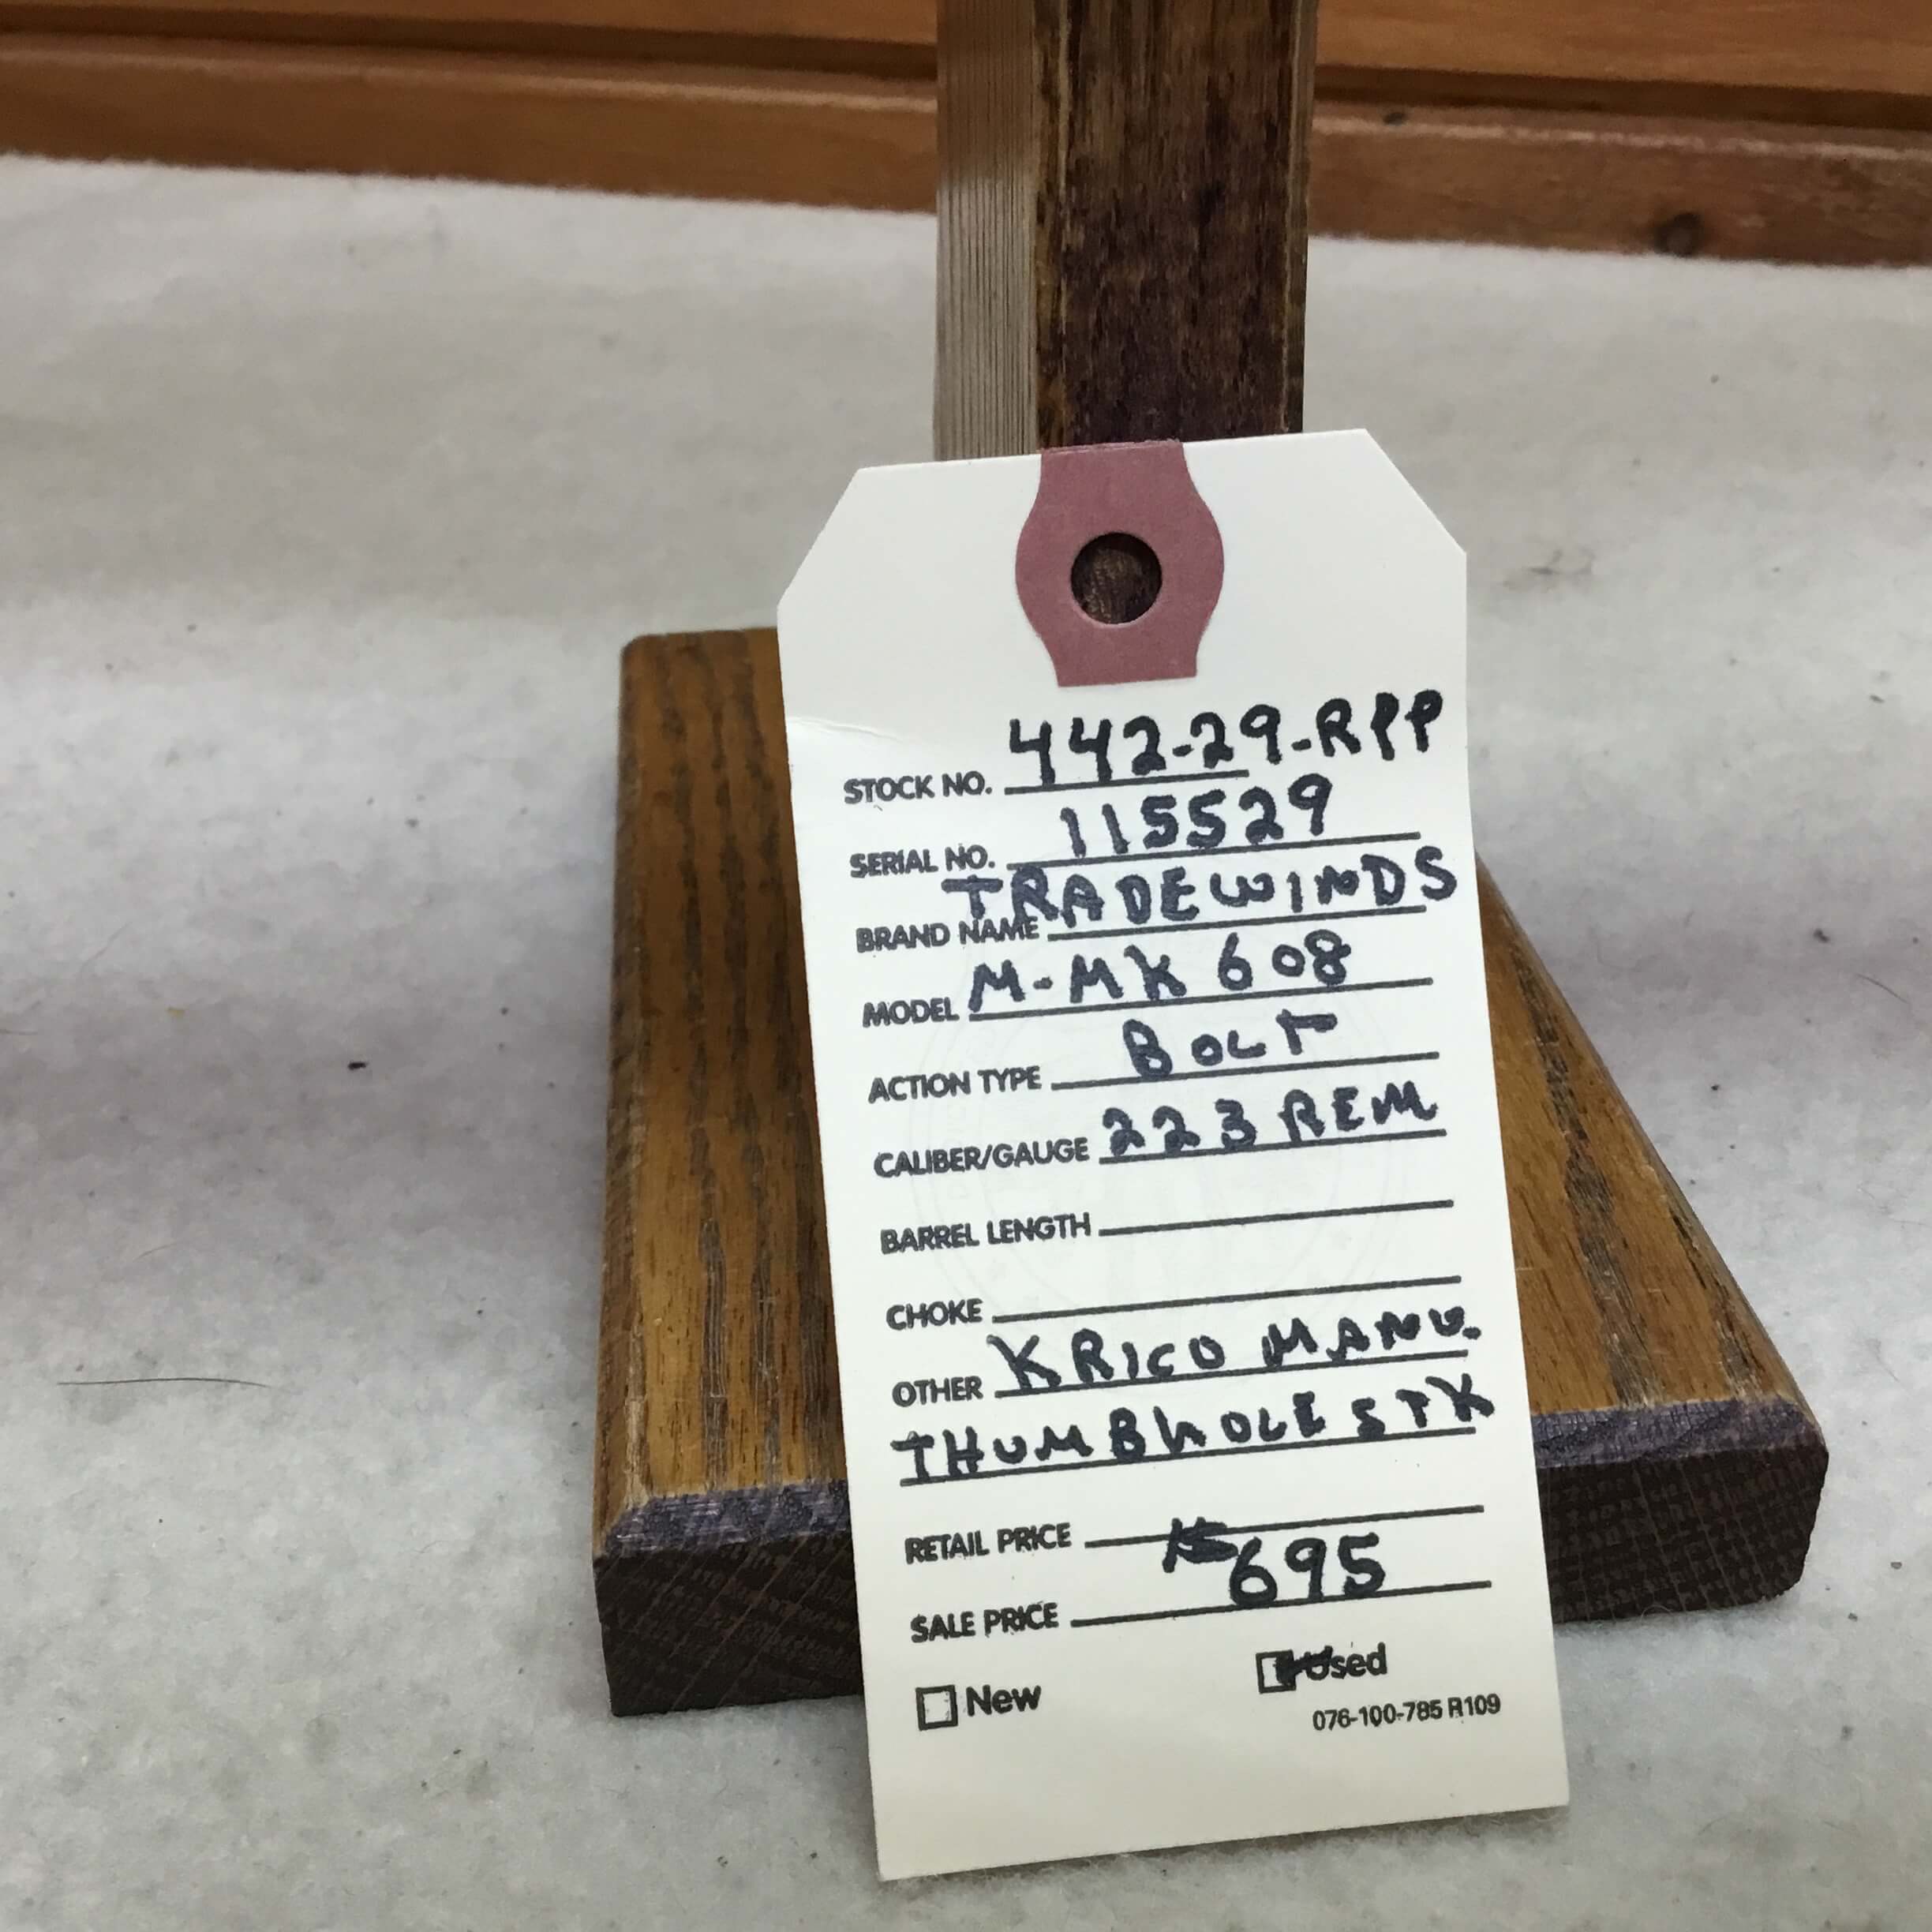 STOCK NO. 442-29-RPP
SERIAL NO. 115529
BRAND NAME TRADEWINDS
MODEL M-MK 608
ACTION TYPE BOLT
CALIBER/GAUGE 223 REM
BARREL LENGTH
CHOKE
OTHER KRICO MANU.
THUMBHOLE STK
RETAIL PRICE
SALE PRICE 695
New Used
076-100-785 R109